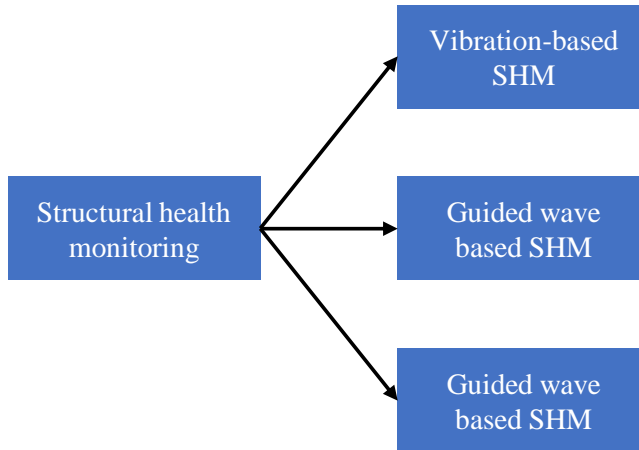 Vibration-based
SHM
Structural health
monitoring
Guided wave
based SHM
Guided wave
based SHM